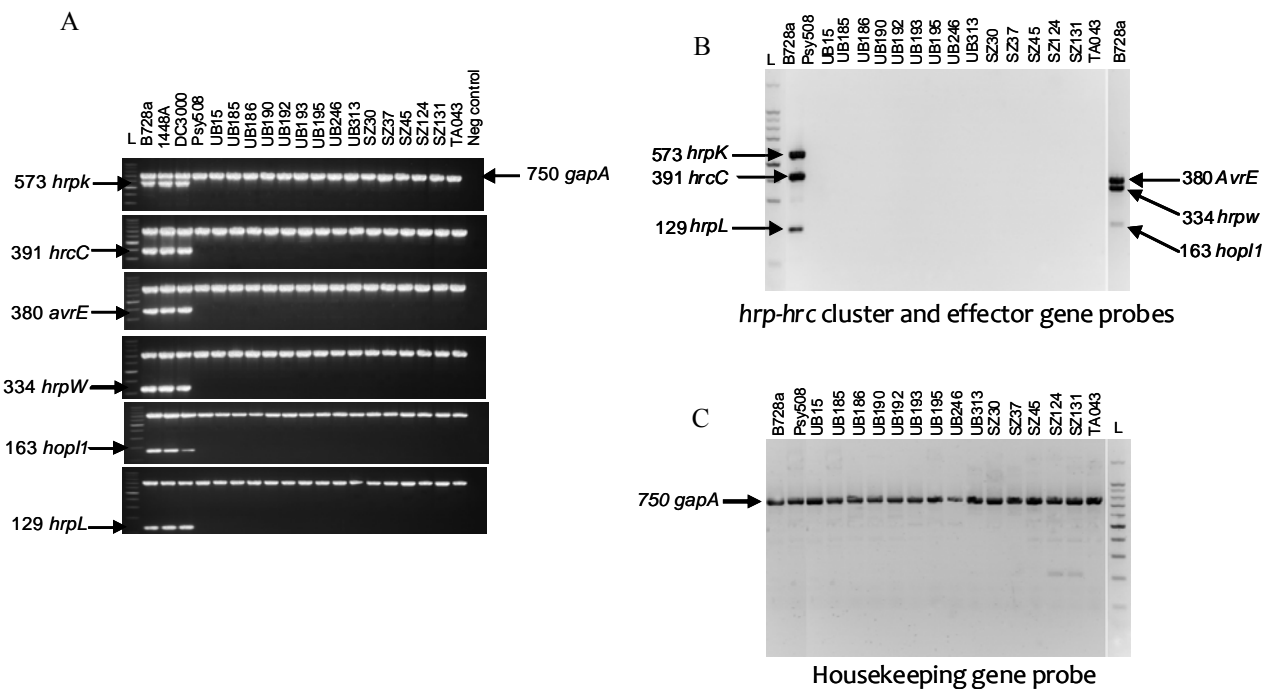 A
L B728a 1448A DC3000 Psy508 UB15 UB185 UB186 UB190 UB192 UB193 UB195 UB246 UB313 SZ30 SZ37 SZ45 SZ124 SZ131 TA043 Neg control
573 hrpk
750 gapA
391 hrcC
380 avrE
334 hrpW
163 hopI1
129 hrpL
B
L B728a Psy508 UB15 UB185 UB186 UB190 UB192 UB193 UB195 UB246 UB313 SZ30 SZ37 SZ45 SZ124 SZ131 TA043 B728a
573 hrpK
391 hrcC
129 hrpL
380 AvrE
334 hrpw
163 hopI1
hrp-hrc cluster and effector gene probes
C
B728a Psy508 UB15 UB185 UB186 UB190 UB192 UB193 UB195 UB246 UB313 SZ30 SZ37 SZ45 SZ124 SZ131 TA043 L
750 gapA
Housekeeping gene probe